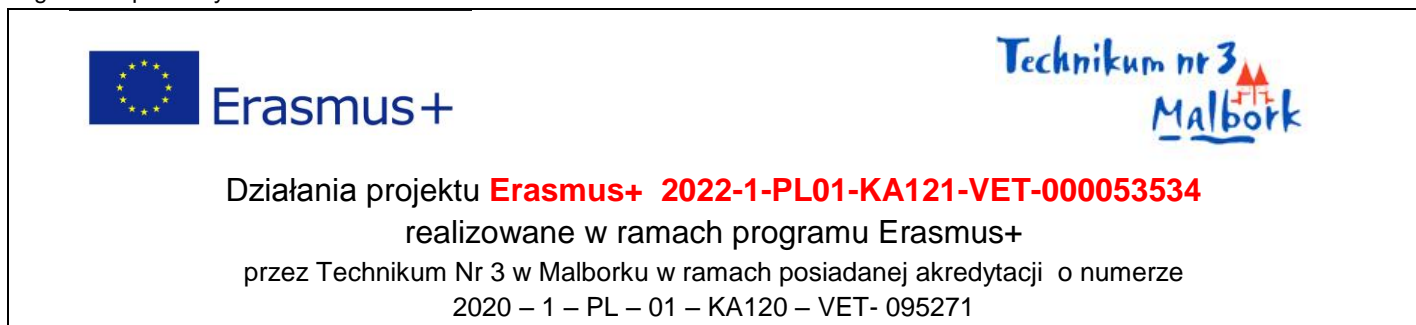 Erasmus+
Technikum nr 3
Malbork
Działania projektu Erasmus+ 2022-1-PL01-KA121-VET-000053534
realizowane w ramach programu Erasmus+
przez Technikum Nr 3 w Malborku w ramach posiadanej akredytacji o numerze
2020 – 1 – PL – 01 – KA120 – VET- 095271